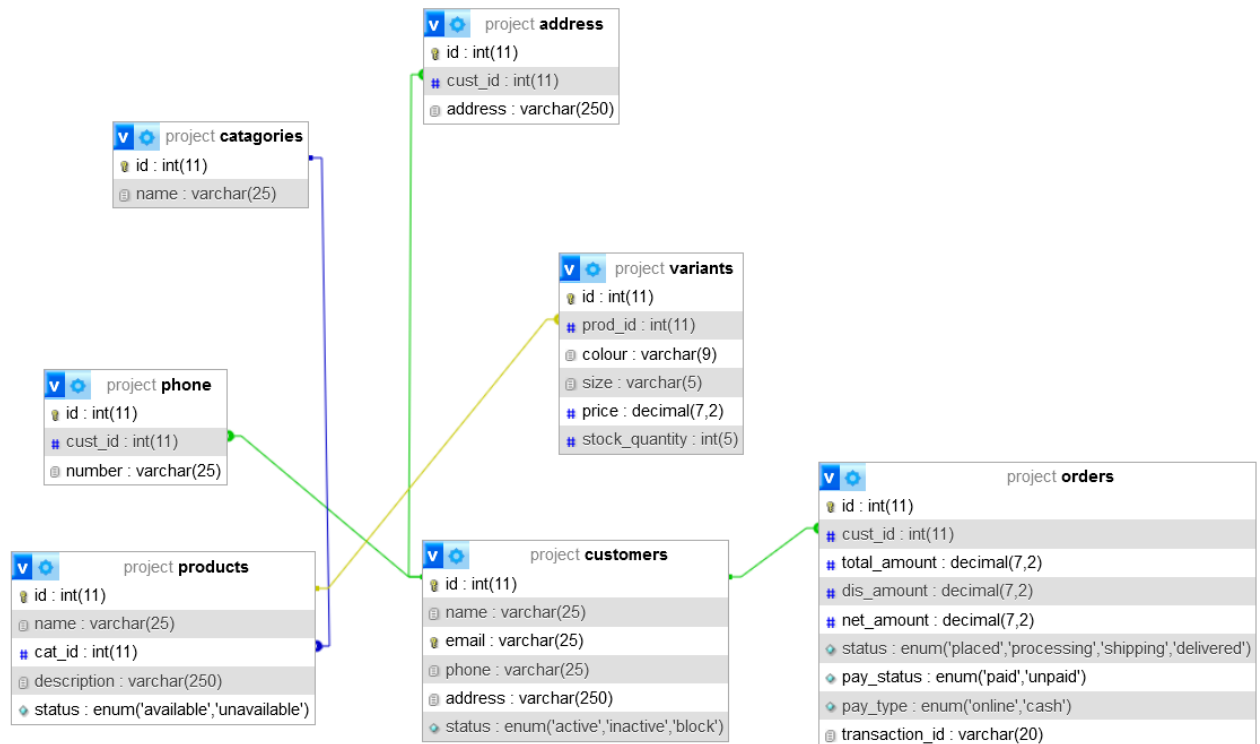 project address
id : int(11)
cust_id : int(11)
address : varchar(250)
project catagories
id : int(11)
name : varchar(25)
project variants
id : int(11)
prod_id : int(11)
colour : varchar(9)
size : varchar(5)
price : decimal(7,2)
stock_quantity : int(5)
project phone
id : int(11)
cust_id : int(11)
number : varchar(25)
project products
id : int(11)
name : varchar(25)
cat_id : int(11)
description : varchar(250)
status : enum('available','unavailable')
project customers
id : int(11)
name : varchar(25)
email : varchar(25)
phone : varchar(25)
address : varchar(250)
status : enum('active','inactive','block')
project orders
id : int(11)
cust_id : int(11)
total_amount : decimal(7,2)
dis_amount : decimal(7,2)
net_amount : decimal(7,2)
status : enum('placed','processing','shipping','delivered')
pay_status : enum('paid','unpaid')
pay_type : enum('online','cash')
transaction_id : varchar(20)